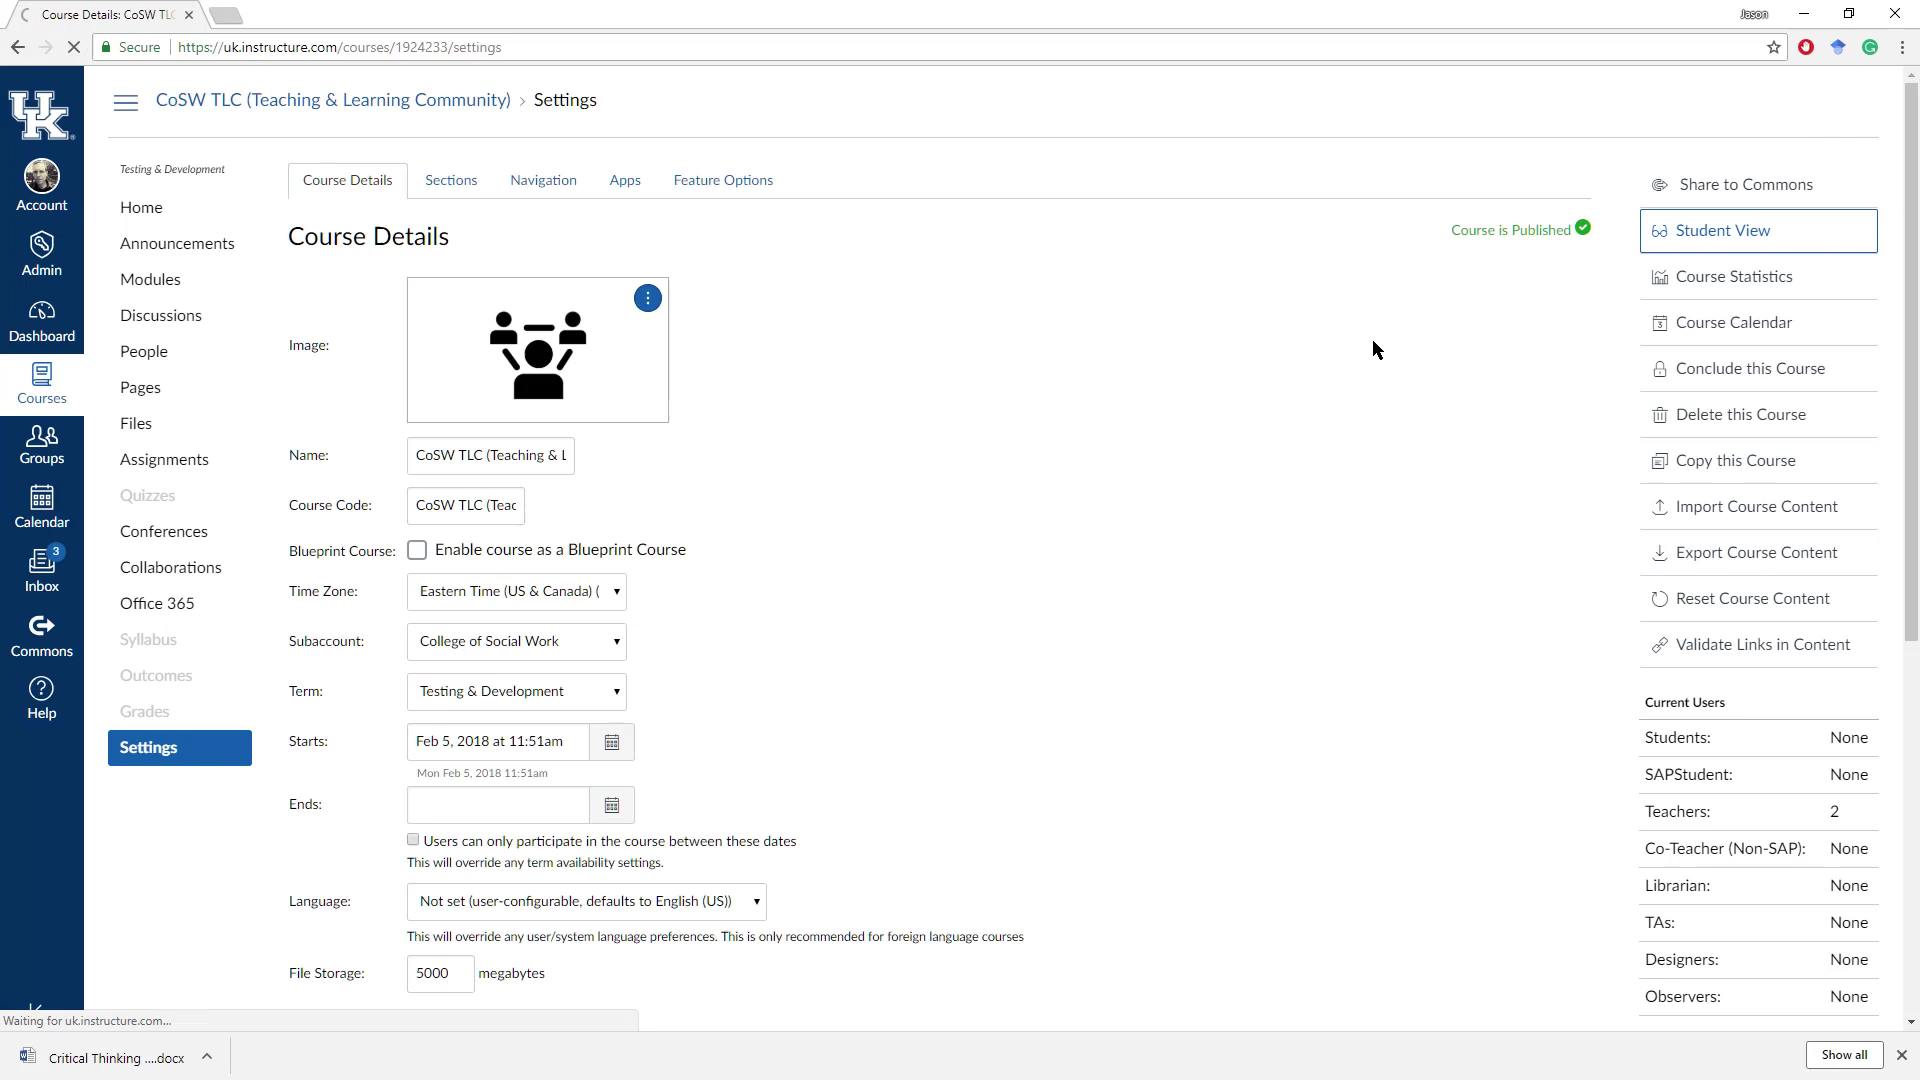 Course Details: CoSW TLC
Jason
Secure
https://uk.instructure.com/courses/1924233/settings
UK
CoSW TLC (Teaching & Learning Community) › Settings
Account
Admin
Dashboard
Courses
Groups
Calendar
3
Inbox
Commons
Help
Testing & Development
Home
Announcements
Modules
Discussions
People
Pages
Files
Assignments
Quizzes
Conferences
Collaborations
Office 365
Syllabus
Outcomes
Grades
Settings
Course Details Sections Navigation Apps Feature Options
Course Details
Course is Published
Image:
Name: CoSW TLC (Teaching & L
Course Code: CoSW TLC (Teac
Blueprint Course: Enable course as a Blueprint Course
Time Zone: Eastern Time (US & Canada) (
Subaccount: College of Social Work
Term: Testing & Development
Starts: Feb 5, 2018 at 11:51am
Mon Feb 5, 2018 11:51am
Ends:
Users can only participate in the course between these dates
This will override any term availability settings.
Language: Not set (user-configurable, defaults to English (US))
This will override any user/system language preferences. This is only recommended for foreign language courses
File Storage: 5000 megabytes
Share to Commons
Student View
Course Statistics
3 Course Calendar
Conclude this Course
Delete this Course
Copy this Course
Import Course Content
Export Course Content
Reset Course Content
Validate Links in Content
Current Users
Students: None
SAPStudent: None
Teachers: 2
Co-Teacher (Non-SAP): None
Librarian: None
TAs: None
Designers: None
Observers: None
Waiting for uk.instructure.com...
Critical Thinking ....docx
Show all